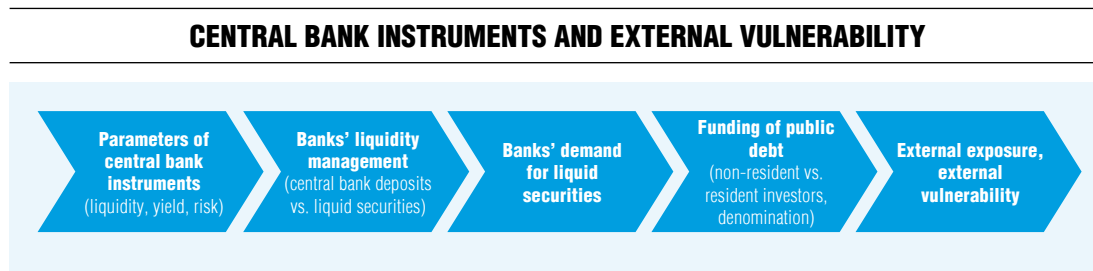 CENTRAL BANK INSTRUMENTS AND EXTERNAL VULNERABILITY
Parameters of
central bank
instruments
(liquidity, yield, risk)
Banks' liquidity
management
(central bank deposits
vs. liquid securities)
Banks' demand
for liquid
securities
Funding of public
debt
(non-resident vs.
resident investors,
denomination)
External exposure,
external
vulnerability